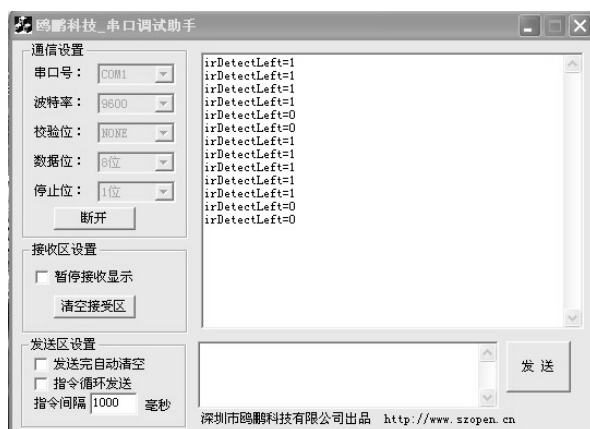 鸥鹏科技_串口调试助手
通信设置
串口号： COM1
波特率： 9600
校验位： NONE
数据位： 8位
停止位： 1位
断开
接收区设置
暂停接收显示
清空接受区
发送区设置
发送完自动清空
指令循环发送
指令间隔 1000 毫秒
irDetectLeft=1
irDetectLeft=1
irDetectLeft=1
irDetectLeft=1
irDetectLeft=0
irDetectLeft=0
irDetectLeft=1
irDetectLeft=1
irDetectLeft=1
irDetectLeft=1
irDetectLeft=1
irDetectLeft=0
irDetectLeft=0
发 送
深圳市鸥鹏科技有限公司出品 http://www.szopen.cn